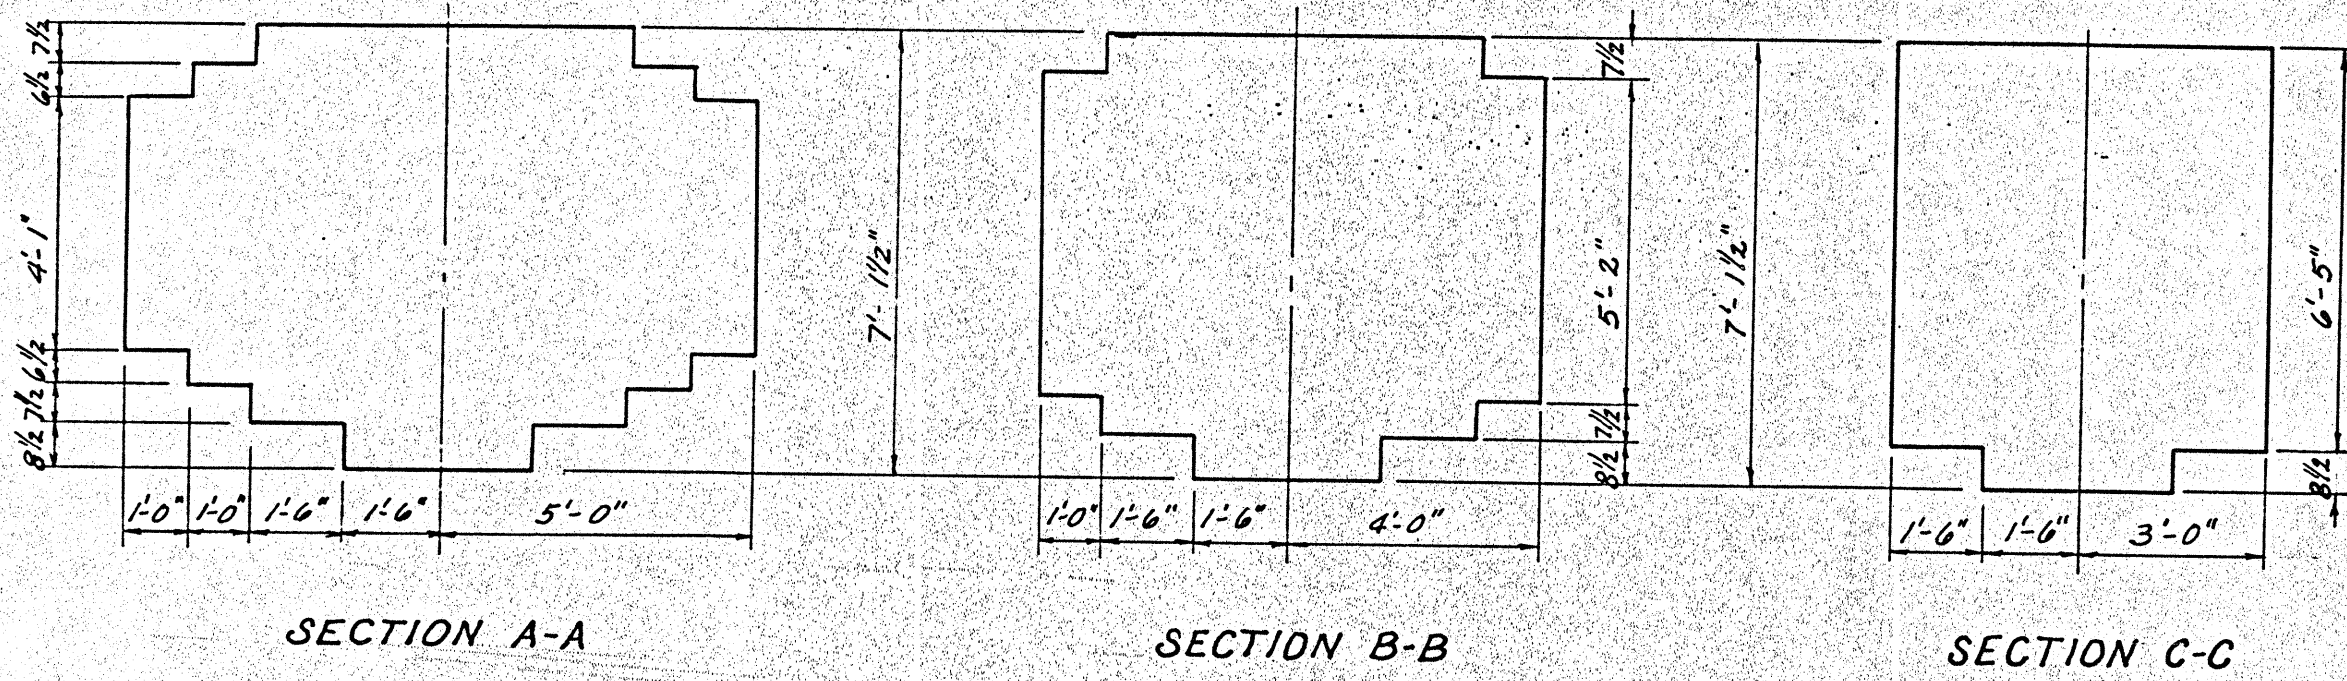 7½
6½
4'-1"
6½
7½
8½
1'-0" 1'-0" 1'-6" 1'-6" 5'-0"
7'-1½"
SECTION A-A
7½
5'-2"
7½
8½
1'-0" 1'-6" 1'-6" 4'-0"
7'-1½"
SECTION B-B
6'-5"
8½
1'-6" 1'-6" 3'-0"
SECTION C-C